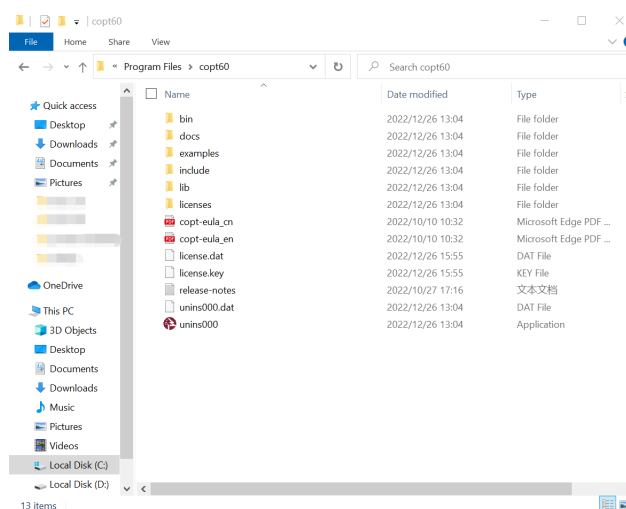 copt60
File Home Share View
« Program Files › copt60
Search copt60
Name Date modified Type
Quick access
Desktop
Downloads
Documents
Pictures
OneDrive
This PC
3D Objects
Desktop
Documents
Downloads
Music
Pictures
Videos
Local Disk (C:)
Local Disk (D:)
bin 2022/12/26 13:04 File folder
docs 2022/12/26 13:04 File folder
examples 2022/12/26 13:04 File folder
include 2022/12/26 13:04 File folder
lib 2022/12/26 13:04 File folder
licenses 2022/12/26 13:04 File folder
copt-eula_cn 2022/10/10 10:32 Microsoft Edge PDF ...
copt-eula_en 2022/10/10 10:32 Microsoft Edge PDF ...
license.dat 2022/12/26 15:55 DAT File
license.key 2022/12/26 15:55 KEY File
release-notes 2022/10/27 17:16 文本文档
unins000.dat 2022/12/26 13:04 DAT File
unins000 2022/12/26 13:04 Application
13 items